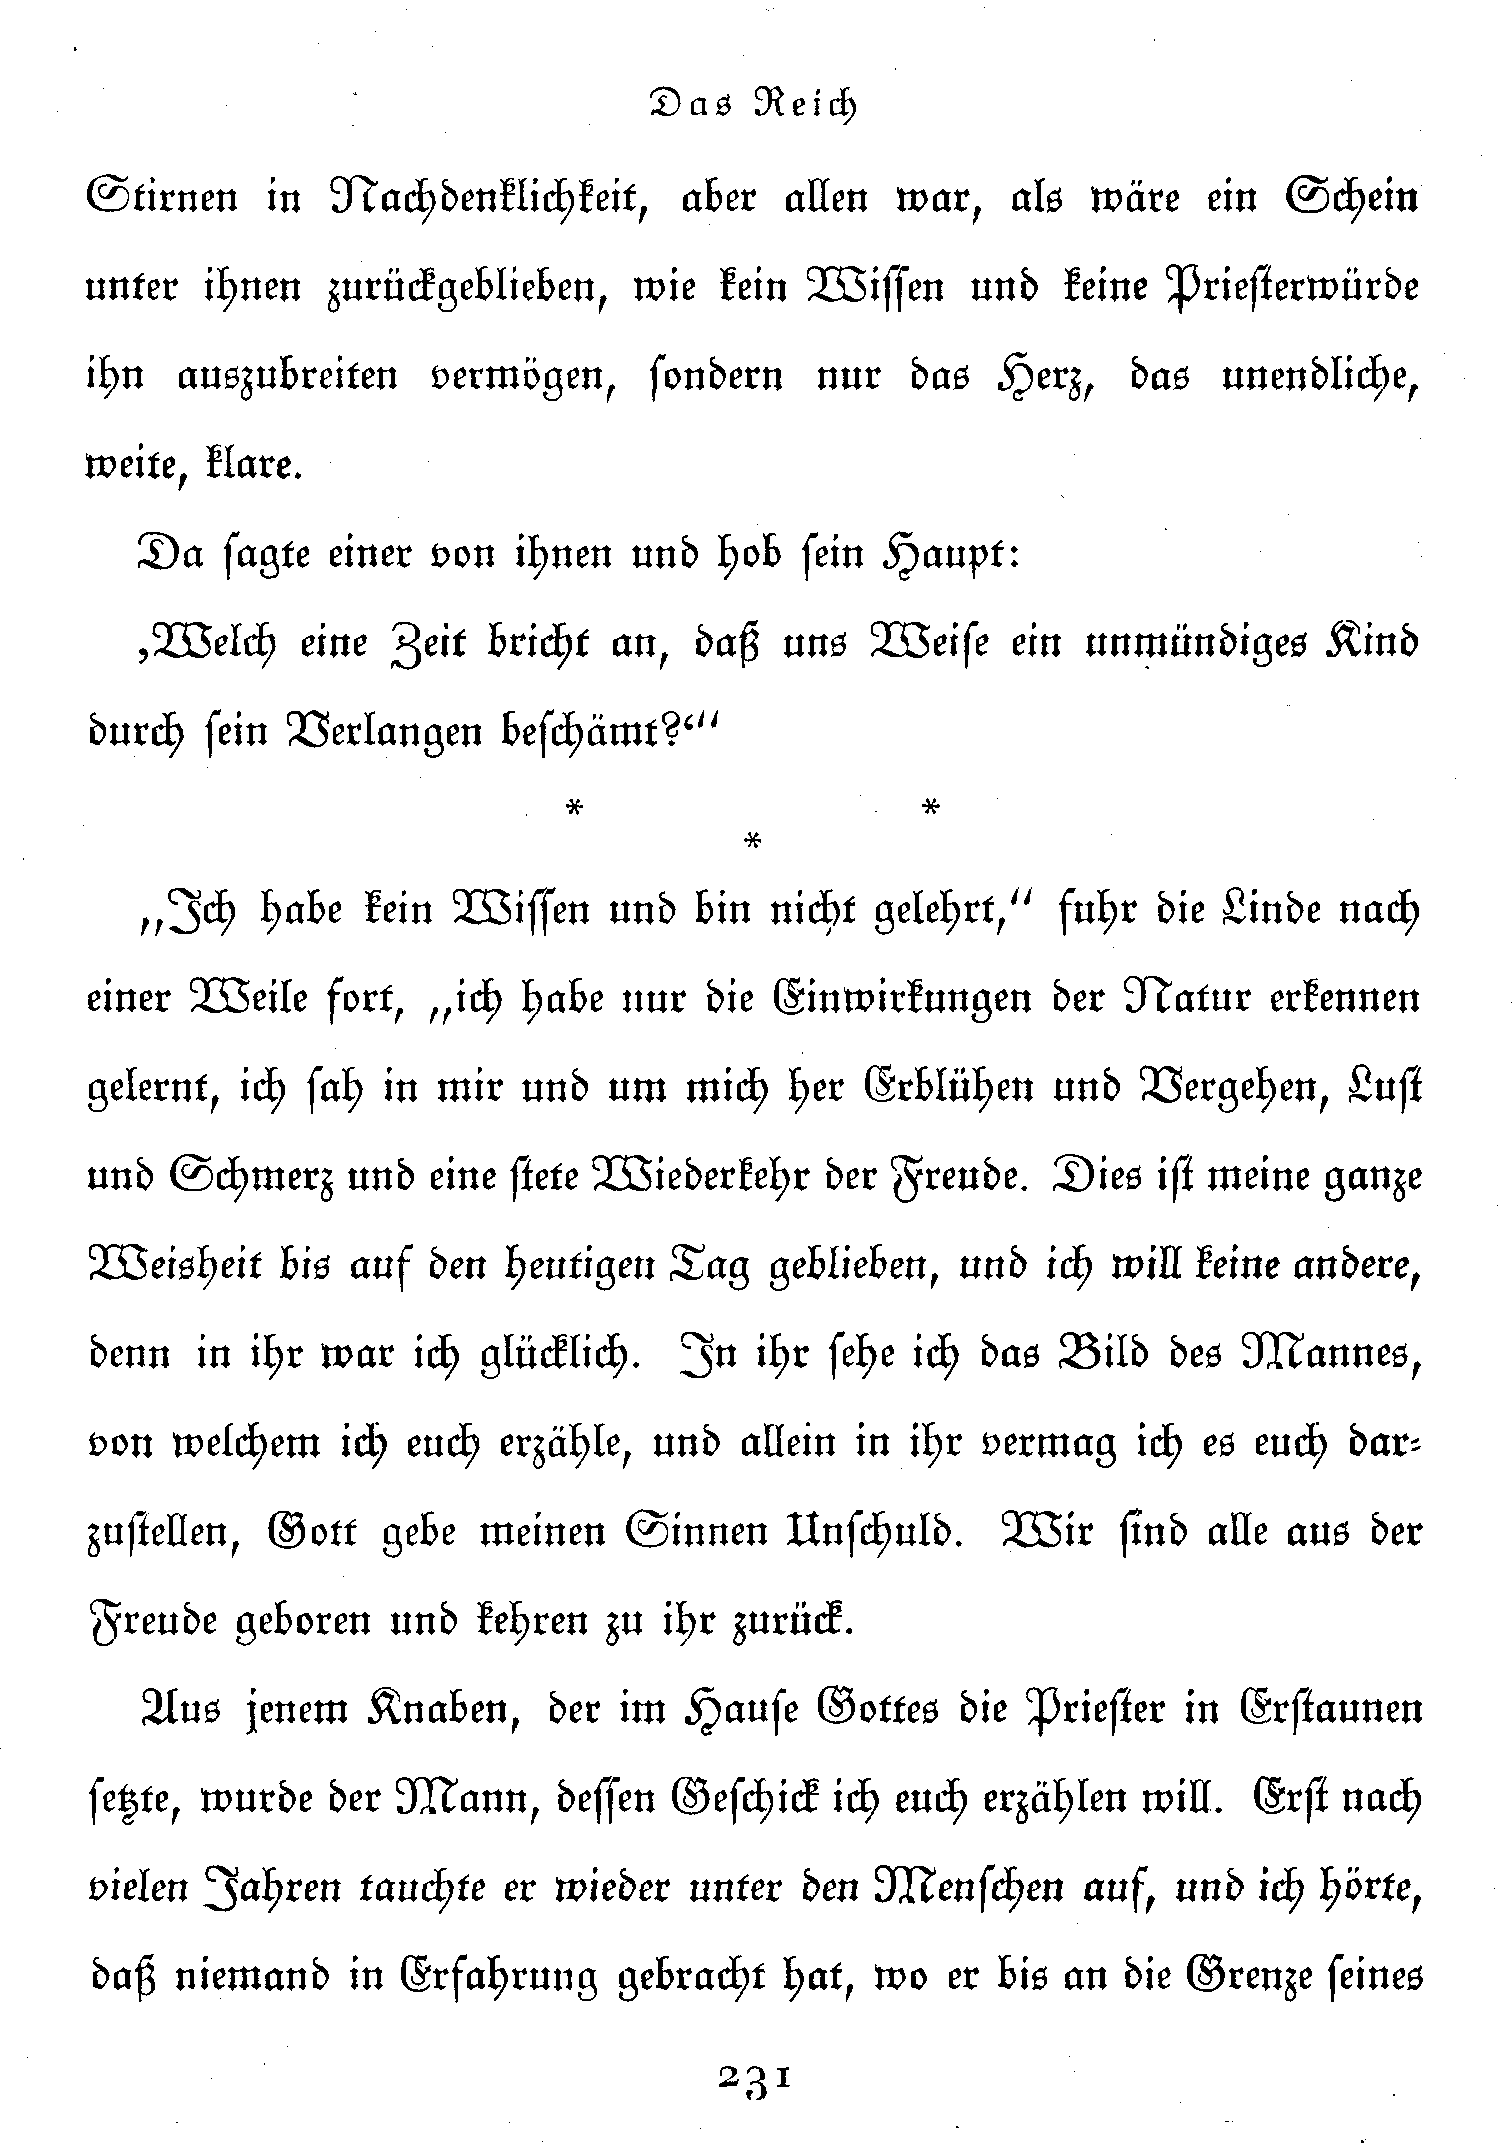 Das Reich
Stirnen in Nachdenklichkeit, aber allen war, als wäre ein Schein
unter ihnen zurückgeblieben, wie kein Wiſſen und keine Prieſterwürde
ihn auszubreiten vermögen, ſondern nur das Herz, das unendliche,
weite, klare.
Da ſagte einer von ihnen und hob ſein Haupt:
‚Welch eine Zeit bricht an, daß uns Weiſe ein unmündiges Kind
durch ſein Verlangen beſchämt?‘“
* *
*
„Ich habe kein Wiſſen und bin nicht gelehrt,“ fuhr die Linde nach
einer Weile fort, „ich habe nur die Einwirkungen der Natur erkennen
gelernt, ich ſah in mir und um mich her Erblühen und Vergehen, Luſt
und Schmerz und eine ſtete Wiederkehr der Freude. Dies iſt meine ganze
Weisheit bis auf den heutigen Tag geblieben, und ich will keine andere,
denn in ihr war ich glücklich. In ihr ſehe ich das Bild des Mannes,
von welchem ich euch erzähle, und allein in ihr vermag ich es euch dar⸗
zuſtellen, Gott gebe meinen Sinnen Unſchuld. Wir ſind alle aus der
Freude geboren und kehren zu ihr zurück.
Aus jenem Knaben, der im Hauſe Gottes die Prieſter in Erſtaunen
ſetzte, wurde der Mann, deſſen Geſchick ich euch erzählen will. Erſt nach
vielen Jahren tauchte er wieder unter den Menſchen auf, und ich hörte,
daß niemand in Erfahrung gebracht hat, wo er bis an die Grenze ſeines
231